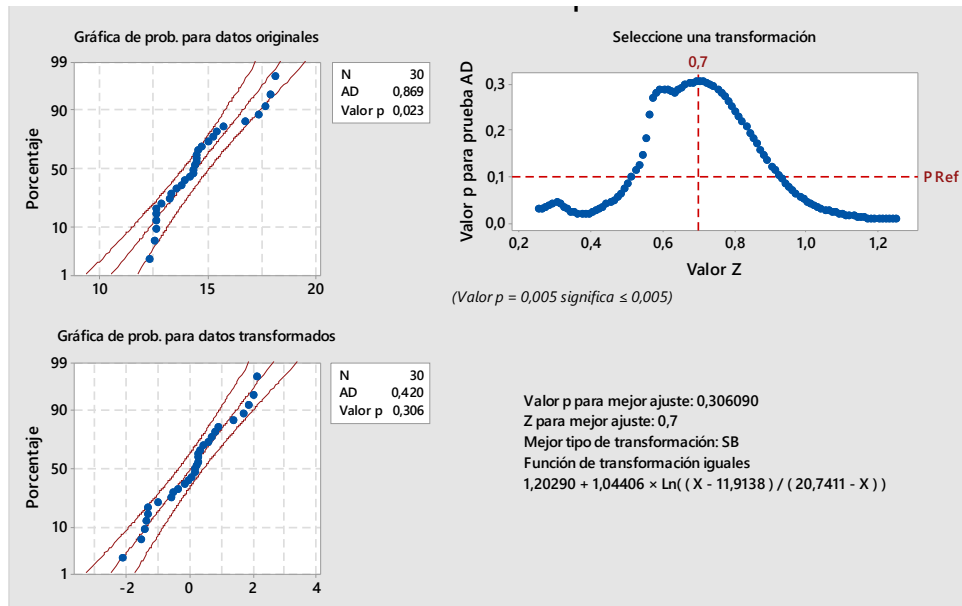 Gráfica de prob. para datos originales
99
90
50
10
1
Porcentaje
10 15 20
N 30
AD 0,869
Valor p 0,023
Seleccione una transformación
0,7
0,3
0,2
0,1
0,0
Valor p para prueba AD
P Ref
0,2 0,4 0,6 0,8 1,0 1,2
Valor Z
(Valor p = 0,005 significa ≤ 0,005)
Gráfica de prob. para datos transformados
99
90
50
10
1
Porcentaje
-2 0 2 4
N 30
AD 0,420
Valor p 0,306
Valor p para mejor ajuste: 0,306090
Z para mejor ajuste: 0,7
Mejor tipo de transformación: SB
Función de transformación iguales
1,20290 + 1,04406 × Ln( ( X - 11,9138 ) / ( 20,7411 - X ) )